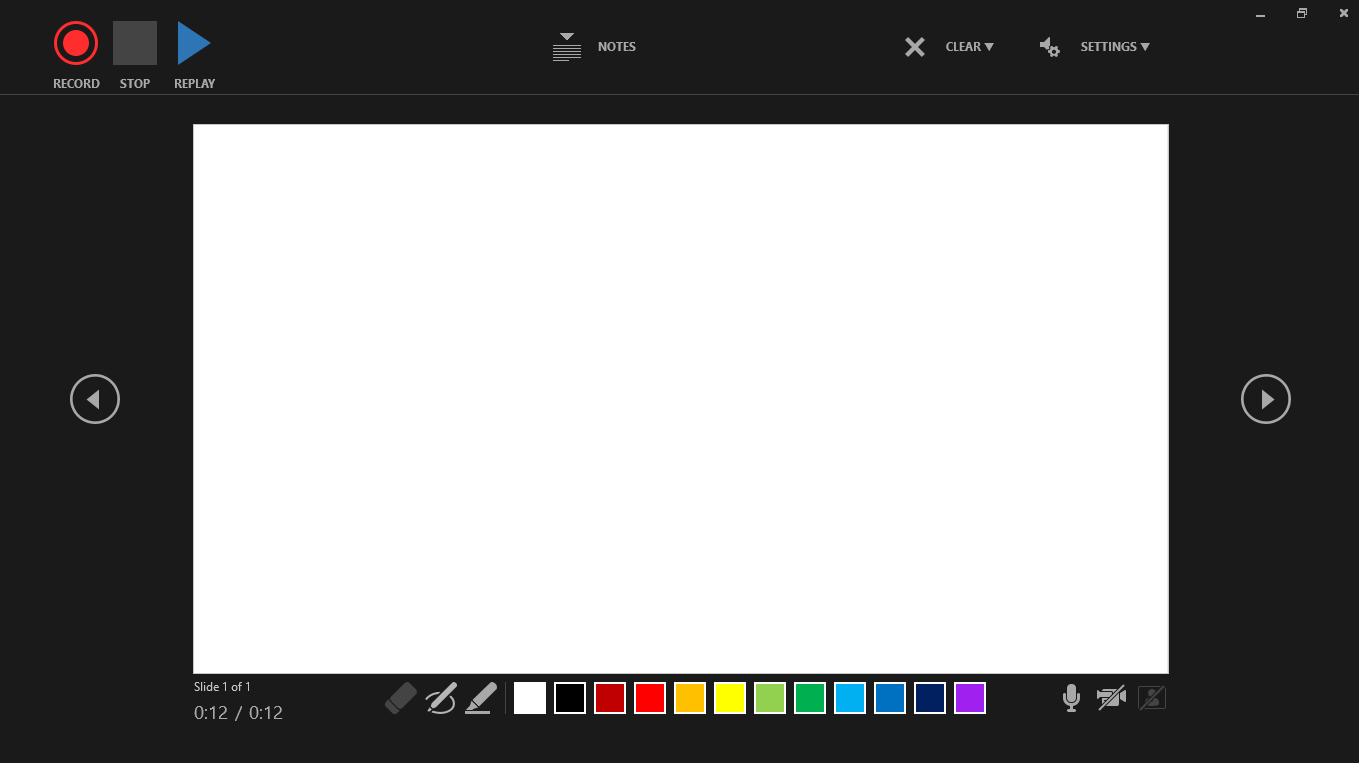 RECORD STOP REPLAY
NOTES
CLEAR
SETTINGS
Slide 1 of 1
0:12 / 0:12